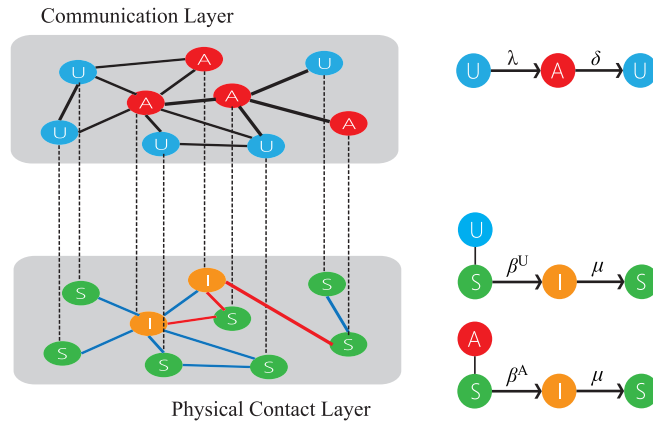 Communication Layer
U A U
A A
U U U A
λ δ
U A U
U
β^U μ
S I S
A
β^A μ
S I S
S I S
I S
S S S S
Physical Contact Layer